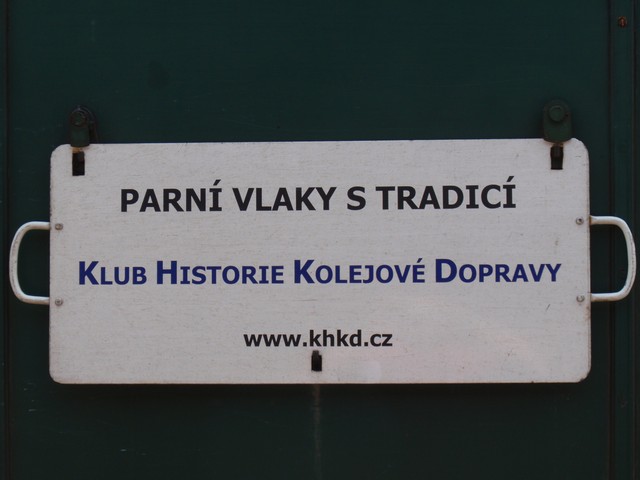 PARNÍ VLAKY S TRADICÍ
KLUB HISTORIE KOLEJOVÉ DOPRAVY
www.khkd.cz